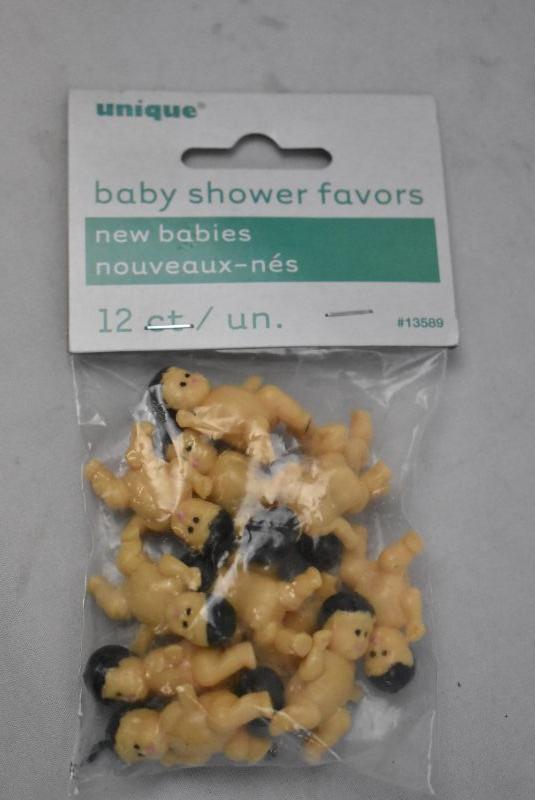 unique®
baby shower favors
new babies
nouveaux-nés
12 ct./ un.
#13589